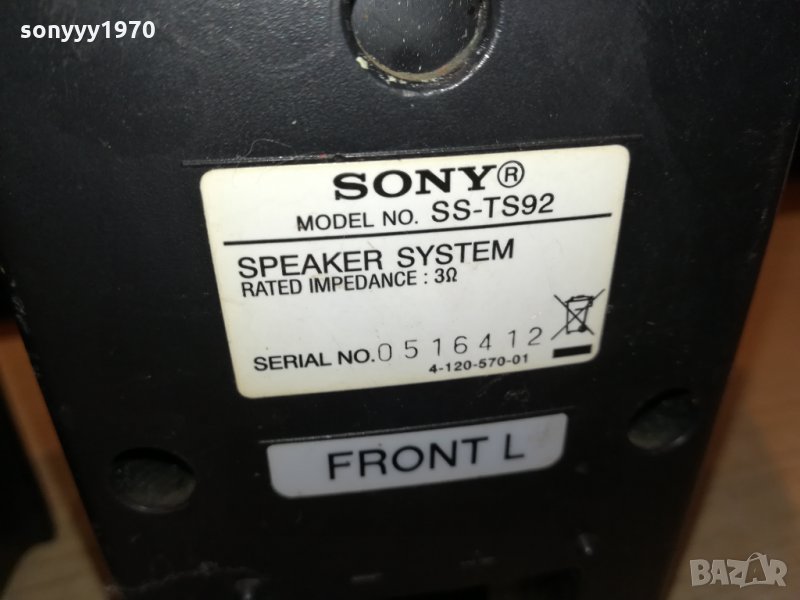 sonyyy1970
SONY®
MODEL NO. SS-TS92
SPEAKER SYSTEM
RATED IMPEDANCE : 3Ω
SERIAL NO. 0516412
4-120-570-01
FRONT L
BAZAR